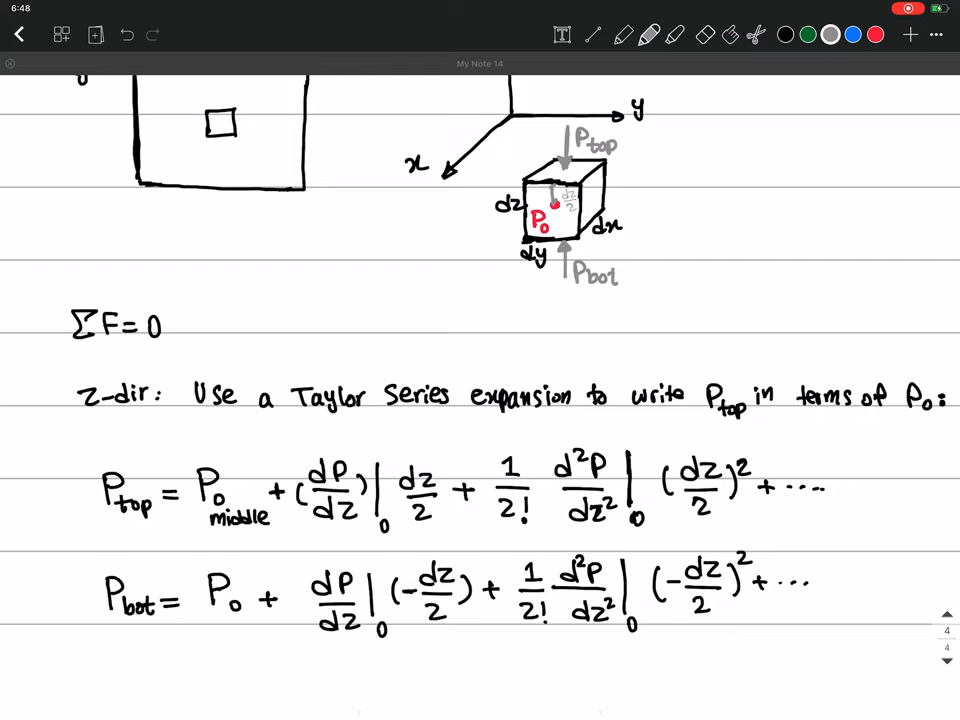 6:48
My Note 14
y
x
P_top
dz
dz/2
P_0
dx
dy
P_bot
ΣF = 0
z-dir: Use a Taylor Series expansion to write P_top in terms of P_0:
P_top = P_0 + (dP/dz)|_0 dz/2 + 1/2! d²P/dz²|_0 (dz/2)² + ....
middle
P_bot = P_0 + dP/dz|_0 (-dz/2) + 1/2! d²P/dz²|_0 (-dz/2)² + ...
4
4